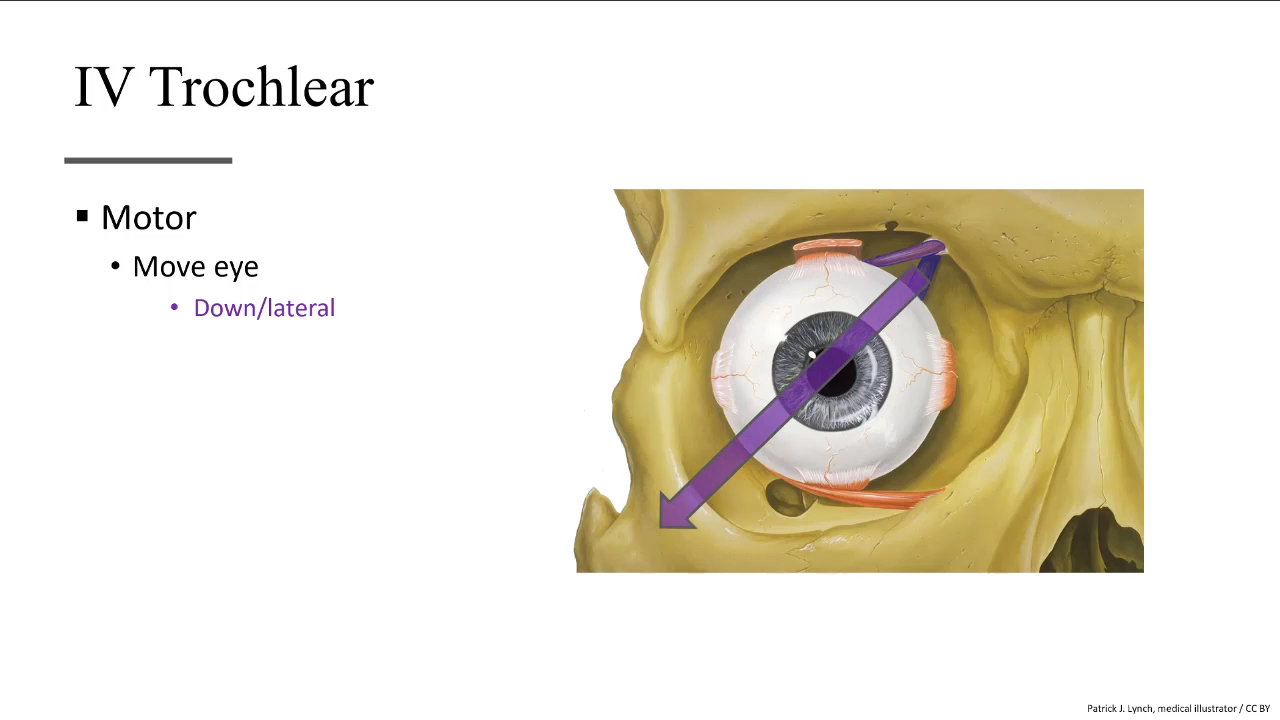 IV Trochlear
▪ Motor
• Move eye
• Down/lateral
Patrick J. Lynch, medical illustrator / CC BY